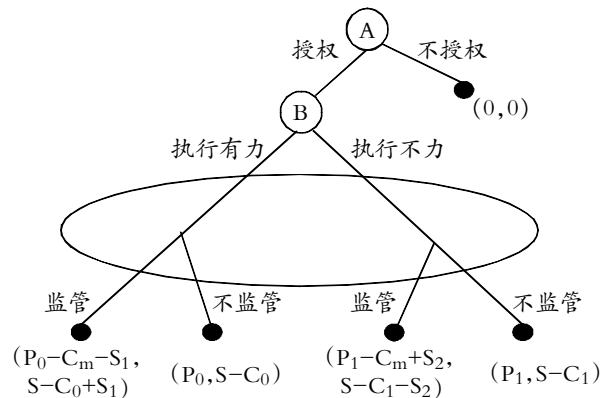 A
授权 不授权
B (0,0)
执行有力 执行不力
监管 不监管 监管 不监管
(P₀-Cₘ-S₁, (P₀,S-C₀) (P₁-Cₘ+S₂, (P₁,S-C₁)
S-C₀+S₁) S-C₁-S₂)